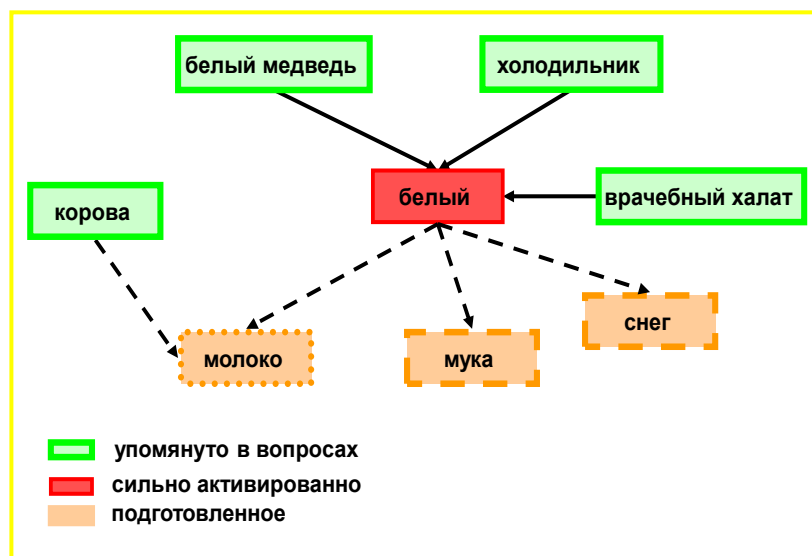 белый медведь
холодильник
белый
врачебный халат
корова
снег
молоко
мука
упомянуто в вопросах
сильно активированно
подготовленное